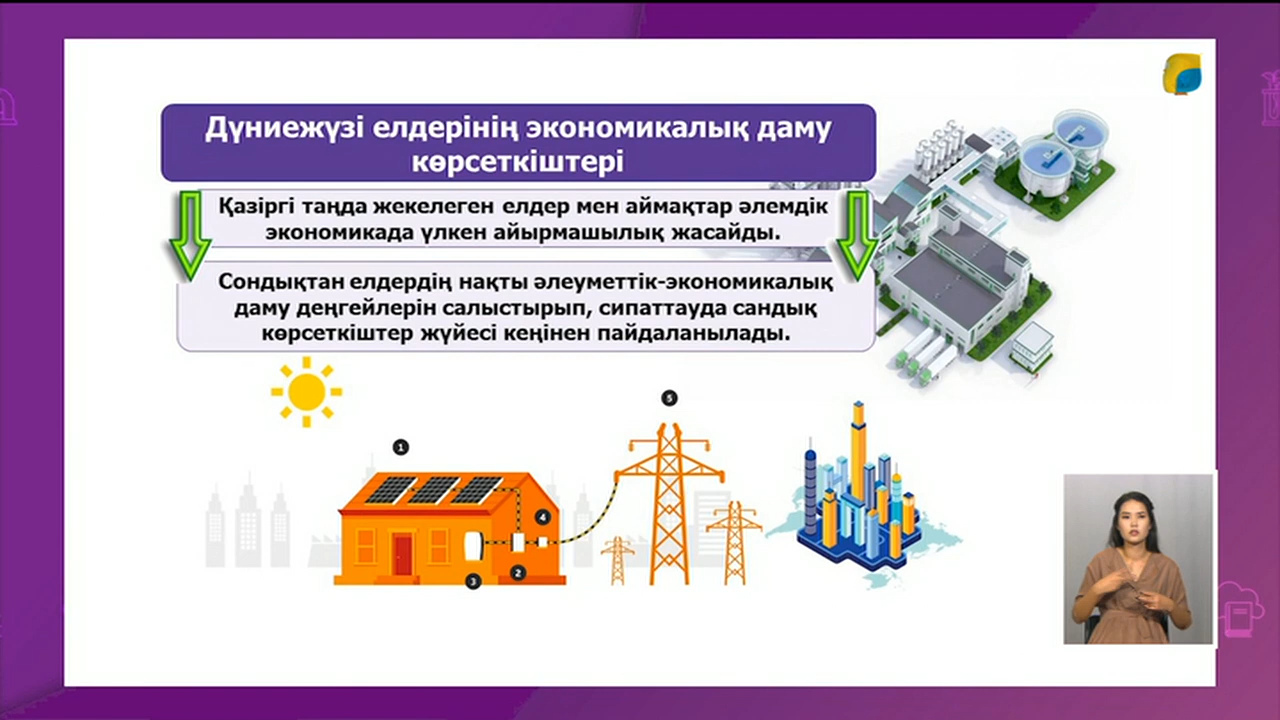 Дүниежүзі елдерінің экономикалық даму
көрсеткіштері
Қазіргі таңда жекелеген елдер мен аймақтар әлемдік
экономикада үлкен айырмашылық жасайды.
Сондықтан елдердің нақты әлеуметтік-экономикалық
даму деңгейлерін салыстырып, сипаттауда сандық
көрсеткіштер жүйесі кеңінен пайдаланылады.
5
1
4
2
3